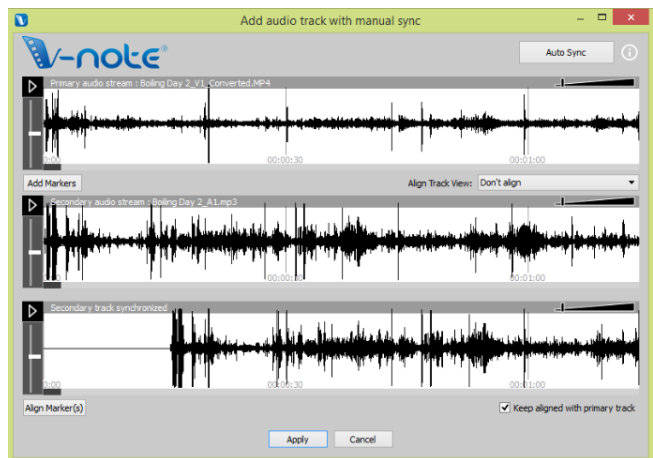 Add audio track with manual sync
V-note®
Auto Sync
Primary audio stream : Boiling Day 2_V1_Converted.MP4
0:00
00:00:30
00:01:00
Add Markers
Align Track View: Don't align
Secondary audio stream : Boiling Day 2_A1.mp3
00:01:00
Secondary track synchronized
0:00
00:00:30
00:01:00
Align Marker(s)
Keep aligned with primary track
Apply
Cancel